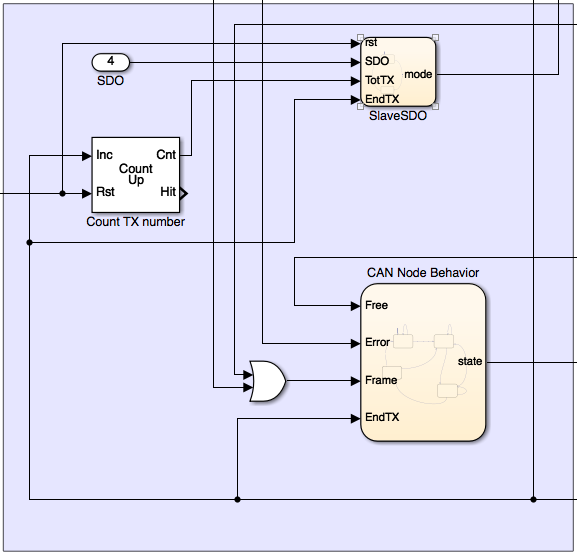 rst
4
SDO
SDO
mode
TotTX
EndTX
SlaveSDO
Inc
Cnt
Count
Up
Rst
Hit
Count TX number
CAN Node Behavior
Free
Error
state
Frame
EndTX